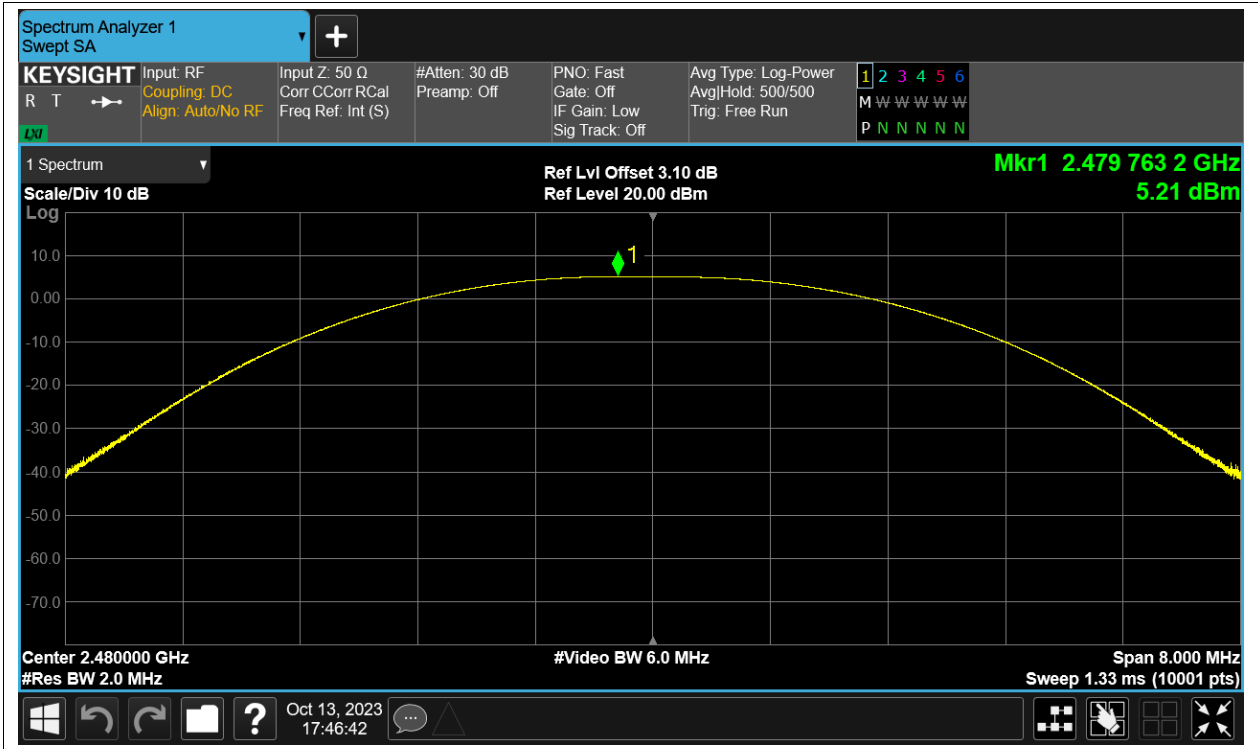 Spectrum Analyzer 1
Swept SA
KEYSIGHT
R T
LXI
Input: RF
Coupling: DC
Align: Auto/No RF
Input Z: 50 Ω
Corr CCorr RCal
Freq Ref: Int (S)
#Atten: 30 dB
Preamp: Off
PNO: Fast
Gate: Off
IF Gain: Low
Sig Track: Off
Avg Type: Log-Power
Avg|Hold: 500/500
Trig: Free Run
1 2 3 4 5 6
M W W W W W
P N N N N N
1 Spectrum
Scale/Div 10 dB
Log
Ref Lvl Offset 3.10 dB
Ref Level 20.00 dBm
Mkr1 2.479 763 2 GHz
5.21 dBm
1
10.0
0.00
-10.0
-20.0
-30.0
-40.0
-50.0
-60.0
-70.0
Center 2.480000 GHz
#Res BW 2.0 MHz
#Video BW 6.0 MHz
Span 8.000 MHz
Sweep 1.33 ms (10001 pts)
?
Oct 13, 2023
17:46:42